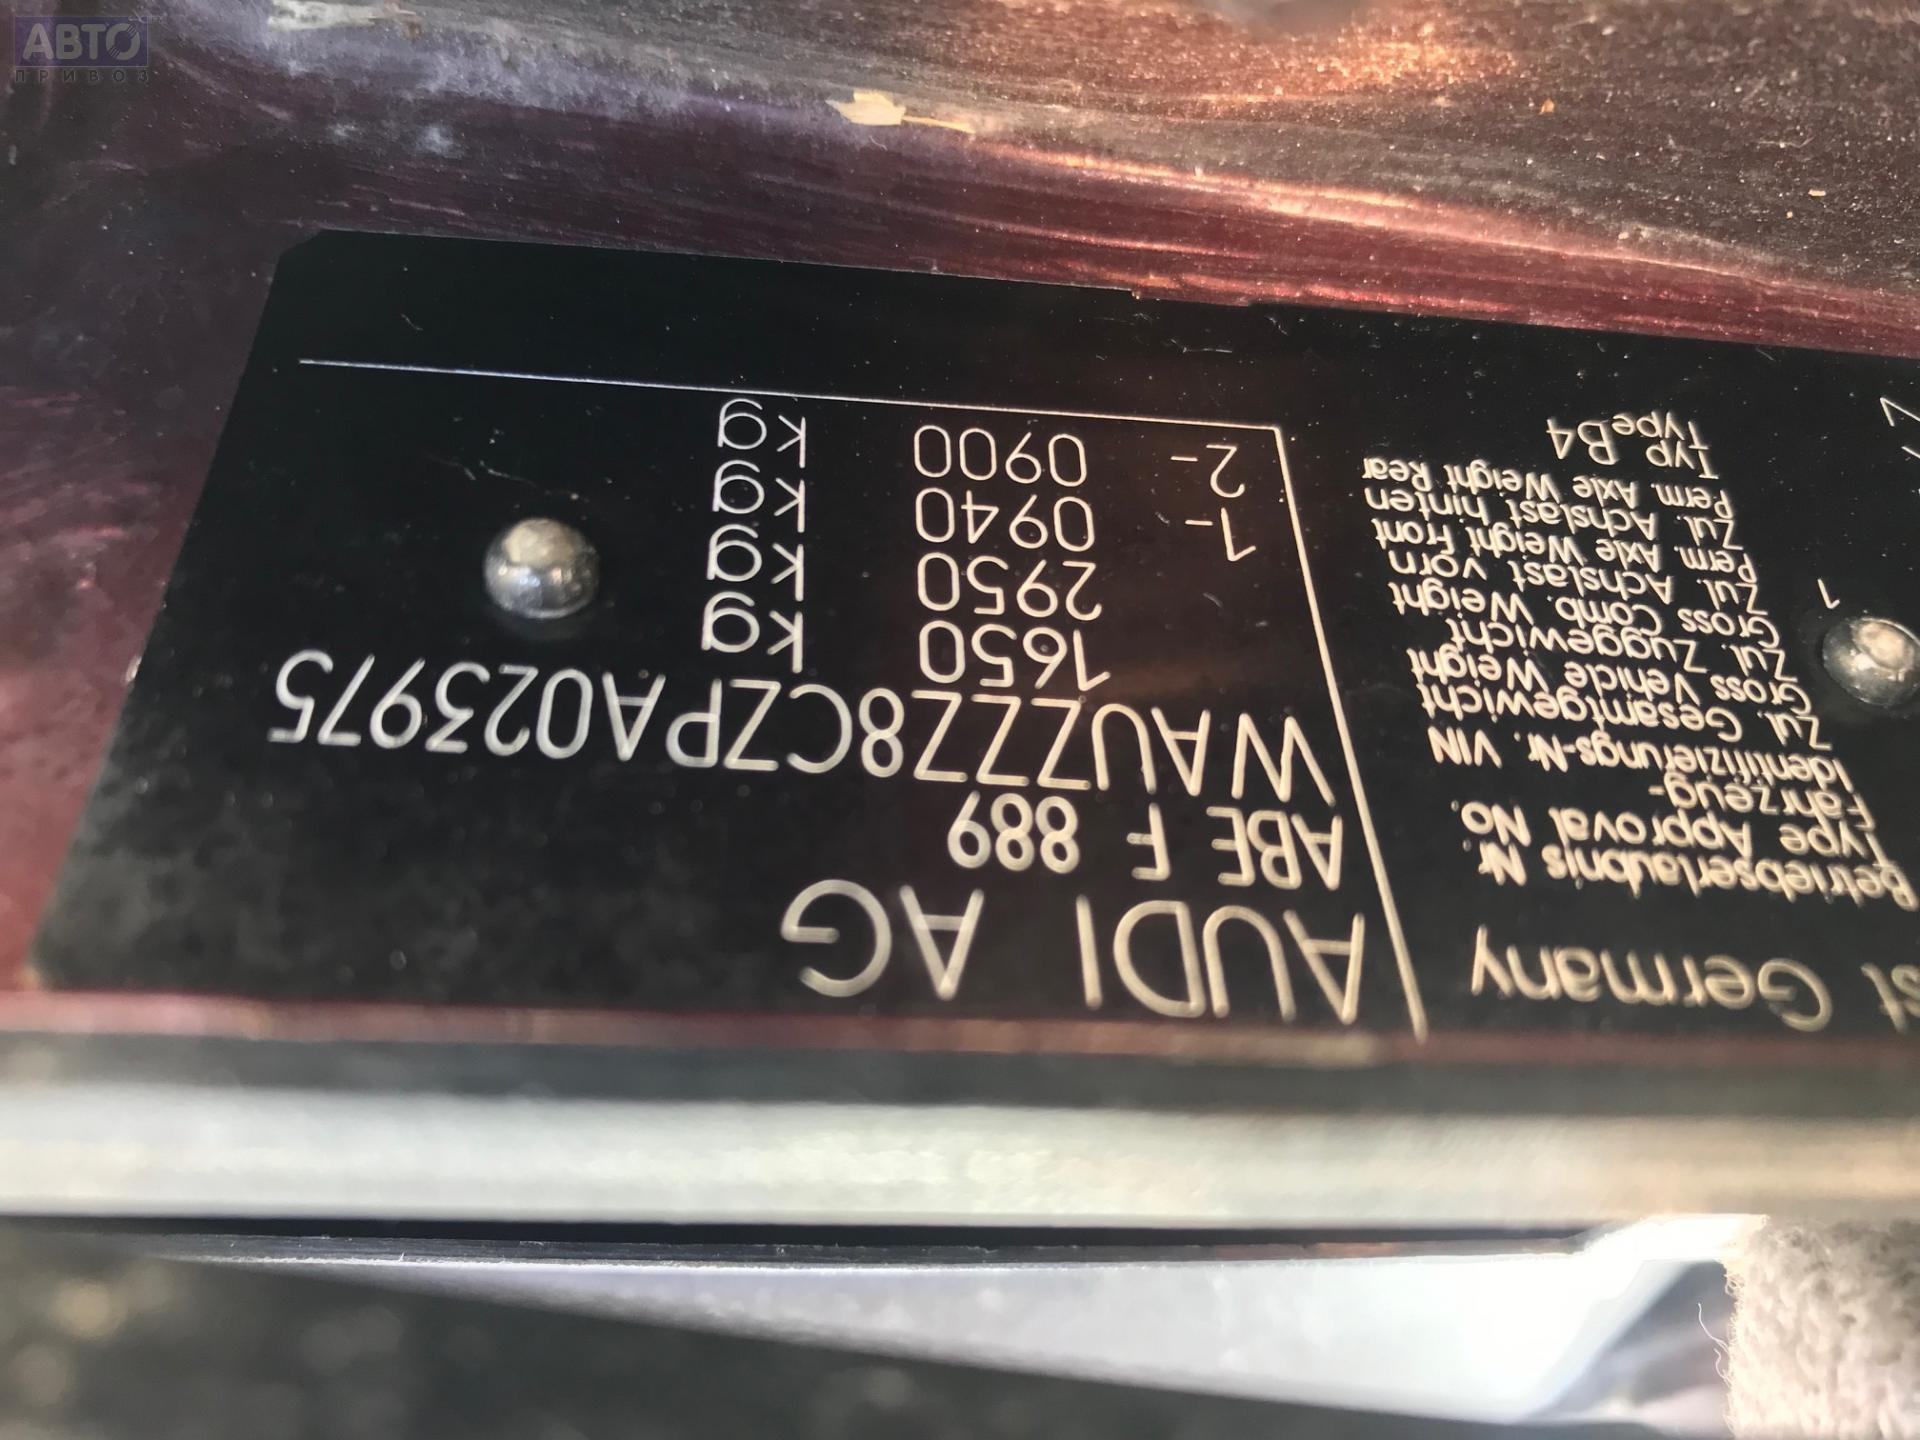 АВТО
ПРИВОЗ
Germany
AUDI AG
Betriebserlaubnis Nr.
Type Approval No.
ABE F 889
Fahrzeug-
Identifizierungs-Nr. VIN
WAUZZZ8CZPA023975
Zul. Gesamtgewicht
Gross Vehicle Weight
1650 kg
Zul. Zuggewicht
Gross Comb. Weight
2950 kg
Zul. Achslast vorn
Perm. Axle Weight Front
1- 0940 kg
Zul. Achslast hinten
Perm. Axle Weight Rear
2- 0900 kg
Typ
Type B4